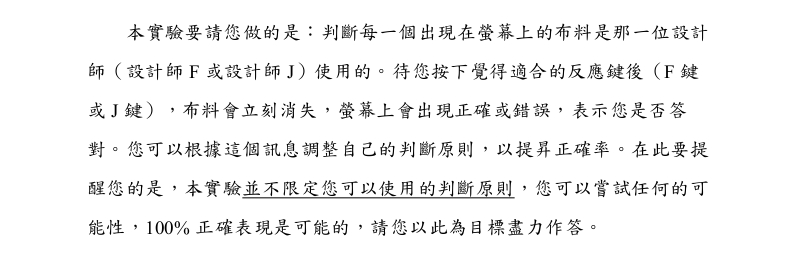 本實驗要請您做的是：判斷每一個出現在螢幕上的布料是那一位設計
師（設計師 F 或設計師 J）使用的。待您按下覺得適合的反應鍵後（F 鍵
或 J 鍵），布料會立刻消失，螢幕上會出現正確或錯誤，表示您是否答
對。您可以根據這個訊息調整自己的判斷原則，以提昇正確率。在此要提
醒您的是，本實驗並不限定您可以使用的判斷原則，您可以嘗試任何的可
能性，100% 正確表現是可能的，請您以此為目標盡力作答。